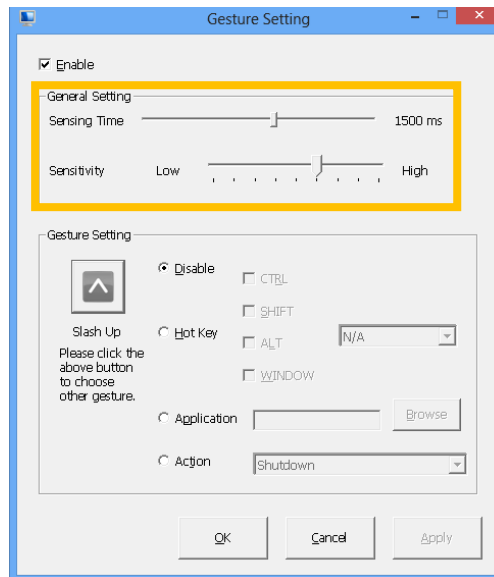 Gesture Setting
Enable
General Setting
Sensing Time 1500 ms
Sensitivity Low High
Gesture Setting
Disable
CTRL
SHIFT
Slash Up
Hot Key
ALT
N/A
Please click the
above button
to choose
other gesture.
WINDOW
Application
Browse
Action
Shutdown
OK
Cancel
Apply